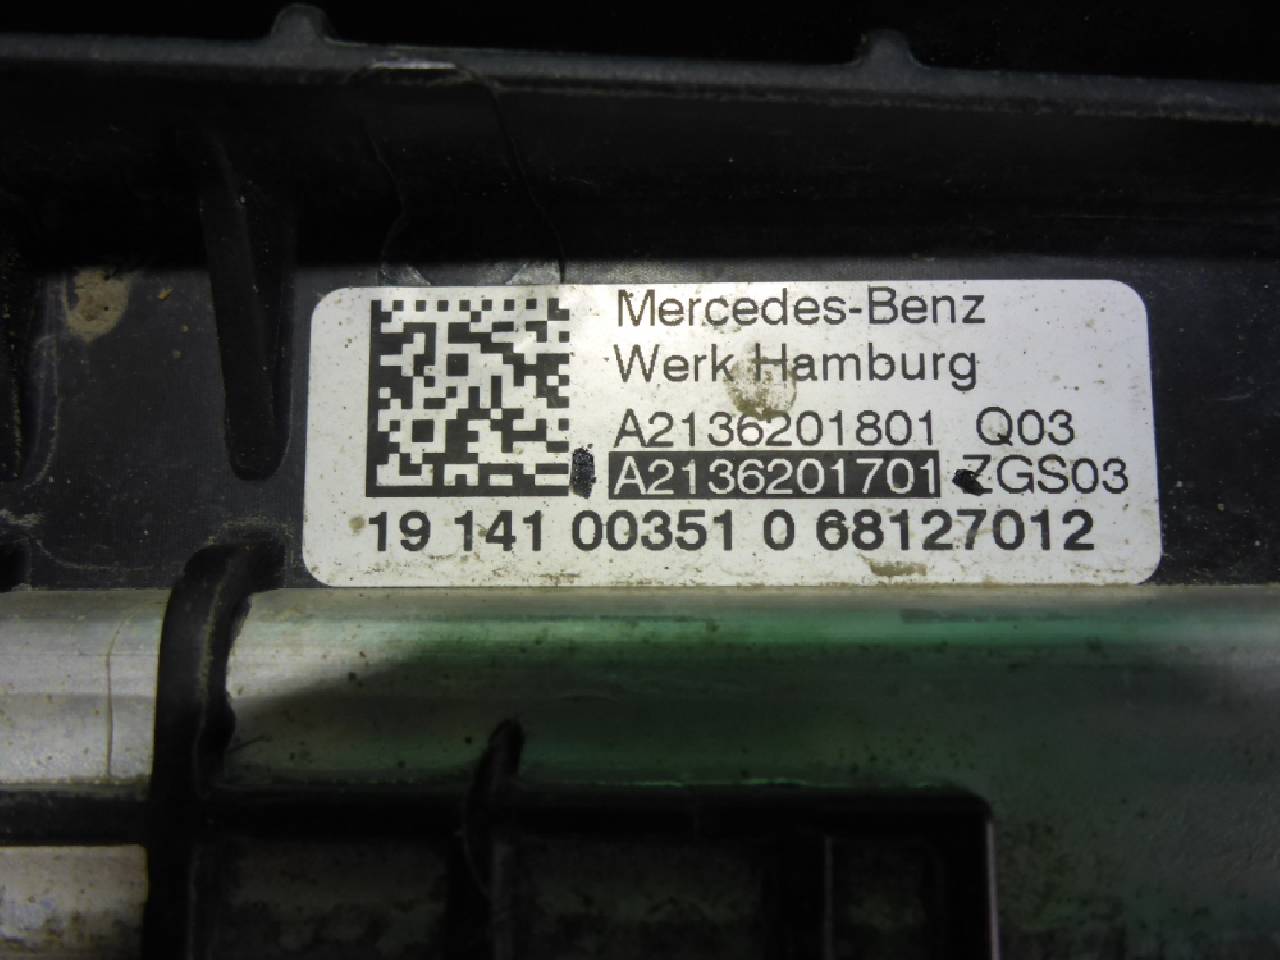 Mercedes-Benz
Werk Hamburg
A2136201801 Q03
A2136201701 ZGS03
19 141 00351 0 68127012